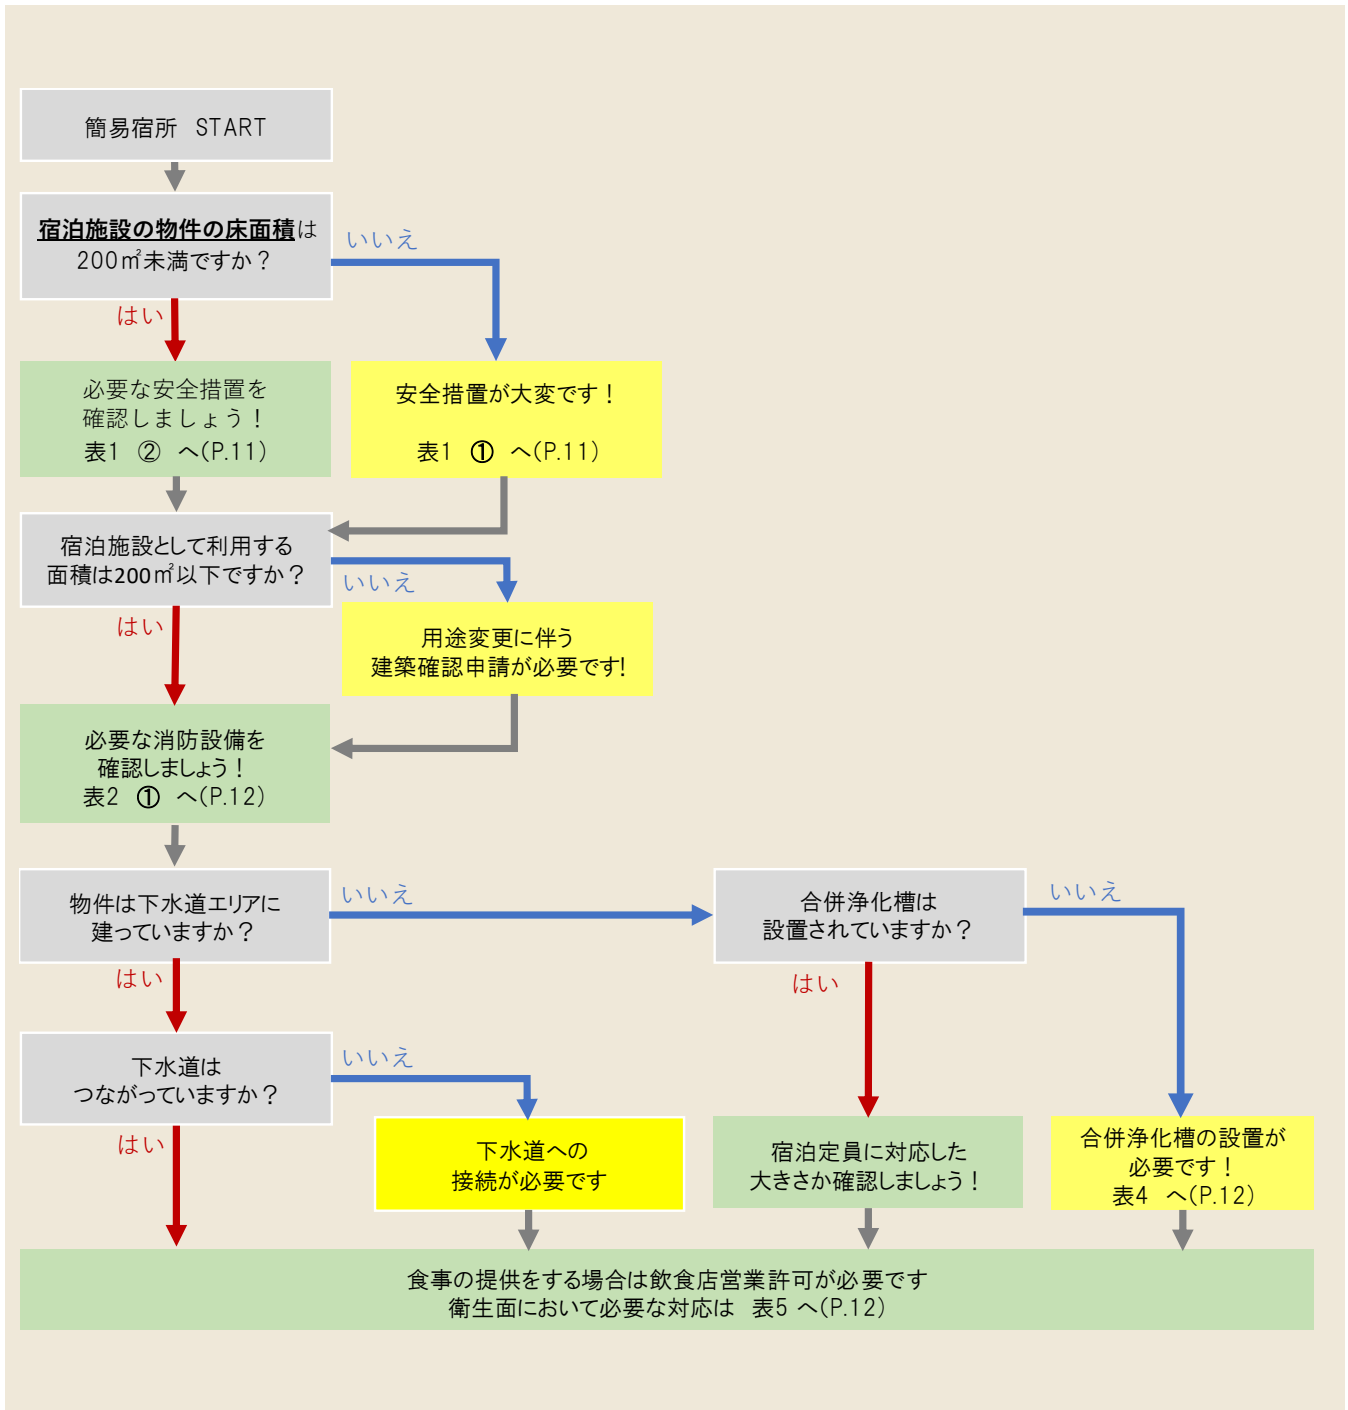 簡易宿所 START
宿泊施設の物件の床面積は
200㎡未満ですか？
いいえ
はい
必要な安全措置を
確認しましょう！
表1 ② へ(P.11)
安全措置が大変です！
表1 ① へ(P.11)
宿泊施設として利用する
面積は200㎡以下ですか？
いいえ
はい
用途変更に伴う
建築確認申請が必要です!
必要な消防設備を
確認しましょう！
表2 ① へ(P.12)
物件は下水道エリアに
建っていますか？
いいえ
合併浄化槽は
設置されていますか？
いいえ
はい
はい
下水道は
つながっていますか？
いいえ
はい
下水道への
接続が必要です
宿泊定員に対応した
大きさか確認しましょう！
合併浄化槽の設置が
必要です！
表4 へ(P.12)
食事の提供をする場合は飲食店営業許可が必要です
衛生面において必要な対応は 表5 へ(P.12)